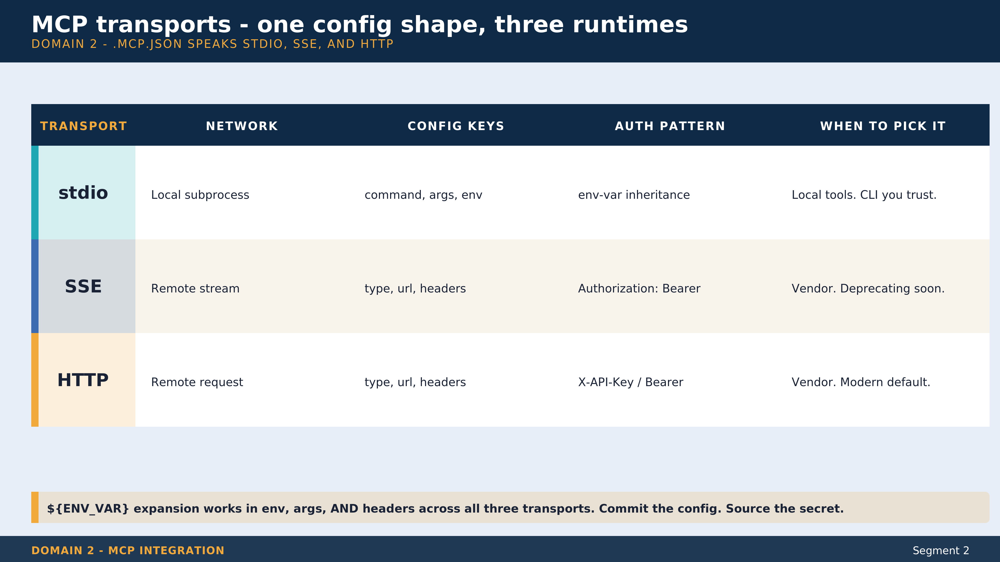 MCP transports - one config shape, three runtimes
DOMAIN 2 - .MCP.JSON SPEAKS STDIO, SSE, AND HTTP
TRANSPORT NETWORK CONFIG KEYS AUTH PATTERN WHEN TO PICK IT
stdio Local subprocess command, args, env env-var inheritance Local tools. CLI you trust.
SSE Remote stream type, url, headers Authorization: Bearer Vendor. Deprecating soon.
HTTP Remote request type, url, headers X-API-Key / Bearer Vendor. Modern default.
${ENV_VAR} expansion works in env, args, AND headers across all three transports. Commit the config. Source the secret.
DOMAIN 2 - MCP INTEGRATION Segment 2